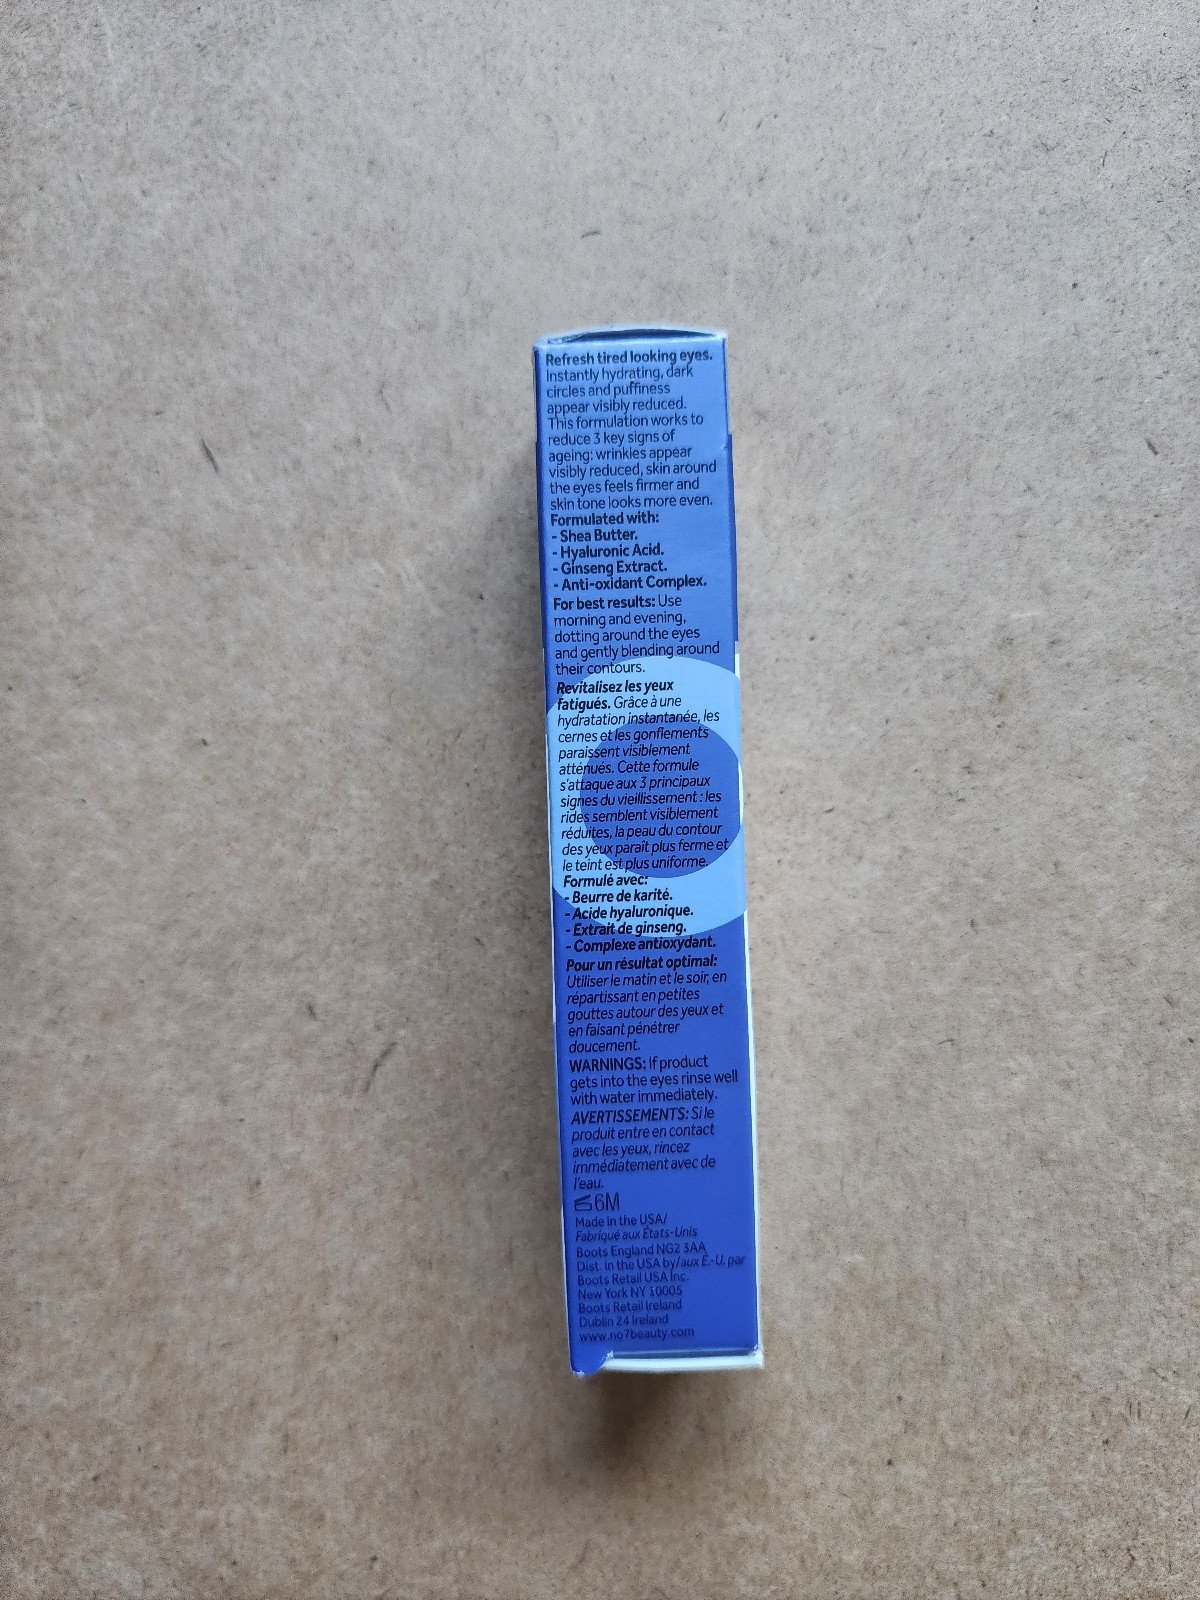 Refresh tired looking eyes.
Instantly hydrating, dark
circles and puffiness
appear visibly reduced.
This formulation works to
reduce 3 key signs of
ageing: wrinkles appear
visibly reduced, skin around
the eyes feels firmer and
skin tone looks more even.
Formulated with:
- Shea Butter.
- Hyaluronic Acid.
- Ginseng Extract.
- Anti-oxidant Complex.
For best results: Use
morning and evening,
dotting around the eyes
and gently blending around
their contours.
Revitalisez les yeux
fatigués. Grâce à une
hydratation instantanée, les
cernes et les gonflements
paraissent visiblement
atténués. Cette formule
s'attaque aux 3 principaux
signes du vieillissement : les
rides semblent visiblement
réduites, la peau du contour
des yeux paraît plus ferme et
le teint est plus uniforme.
Formulé avec:
- Beurre de karité.
- Acide hyaluronique.
- Extrait de ginseng.
- Complexe antioxydant.
Pour un résultat optimal:
Utiliser le matin et le soir, en
répartissant en petites
gouttes autour des yeux et
en faisant pénétrer
doucement.
WARNINGS: If product
gets into the eyes rinse well
with water immediately.
AVERTISSEMENTS: Si le
produit entre en contact
avec les yeux, rincez
immédiatement avec de
l'eau.
6M
Made in the USA/
Fabriqué aux États-Unis
Boots England NG2 3AA
Dist. in the USA by/aux É.-U. par
Boots Retail USA Inc.
New York NY 10005
Boots Retail Ireland
Dublin 24 Ireland
www.no7beauty.com